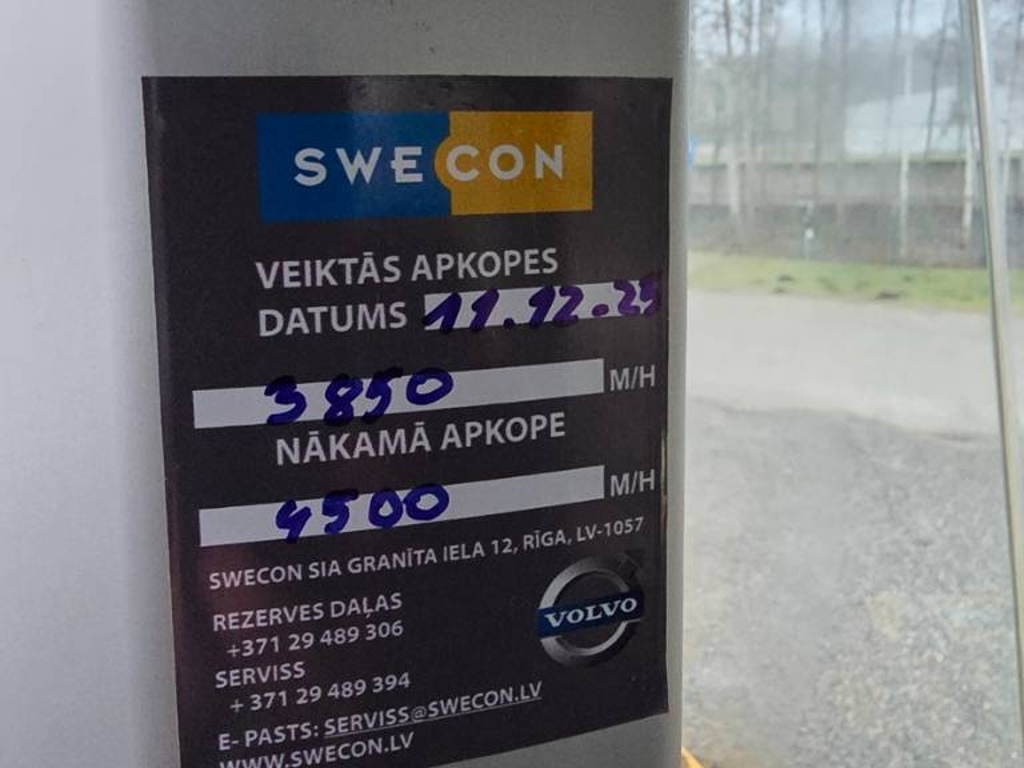 SWECON
VEIKTĀS APKOPES
DATUMS 11.12.25
3850 M/H
NĀKAMĀ APKOPE
4500 M/H
SWECON SIA GRANĪTA IELA 12, RĪGA, LV-1057
REZERVES DAĻAS
+371 29 489 306
VOLVO
SERVISS
+ 371 29 489 394
E- PASTS: SERVISS@SWECON.LV
WWW.SWECON.LV